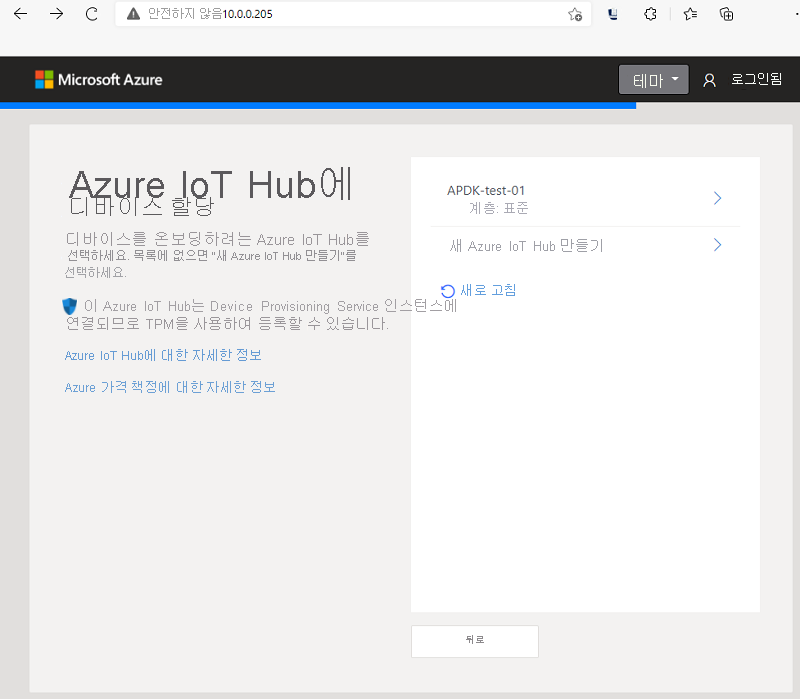 안전하지 않음10.0.0.205
Microsoft Azure
테마
로그인됨
Azure IoT Hub에
디바이스 할당
디바이스를 온보딩하려는 Azure IoT Hub를
선택하세요. 목록에 없으면 "새 Azure IoT Hub 만들기"를
선택하세요.
이 Azure IoT Hub는 Device Provisioning Service 인스턴스에
연결되므로 TPM을 사용하여 등록할 수 있습니다.
Azure IoT Hub에 대한 자세한 정보
Azure 가격 책정에 대한 자세한 정보
APDK-test-01
계층: 표준
새 Azure IoT Hub 만들기
새로 고침
뒤로